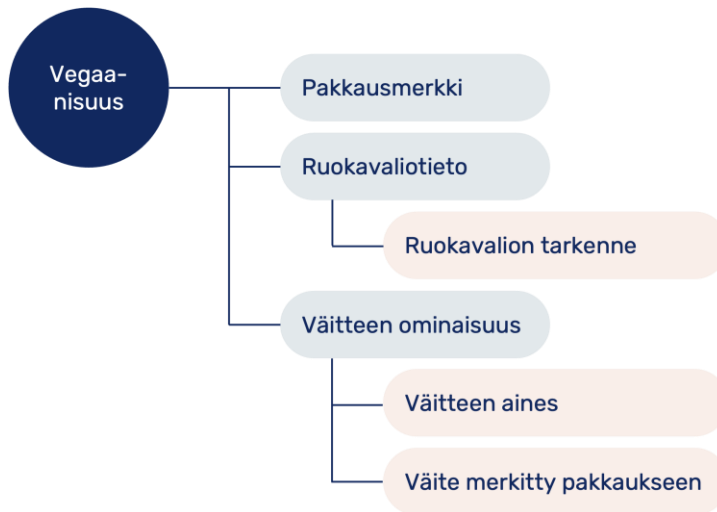 Vegaa-
nisuus
Pakkausmerkki
Ruokavaliotieto
Ruokavalion tarkenne
Väitteen ominaisuus
Väitteen aines
Väite merkitty pakkaukseen